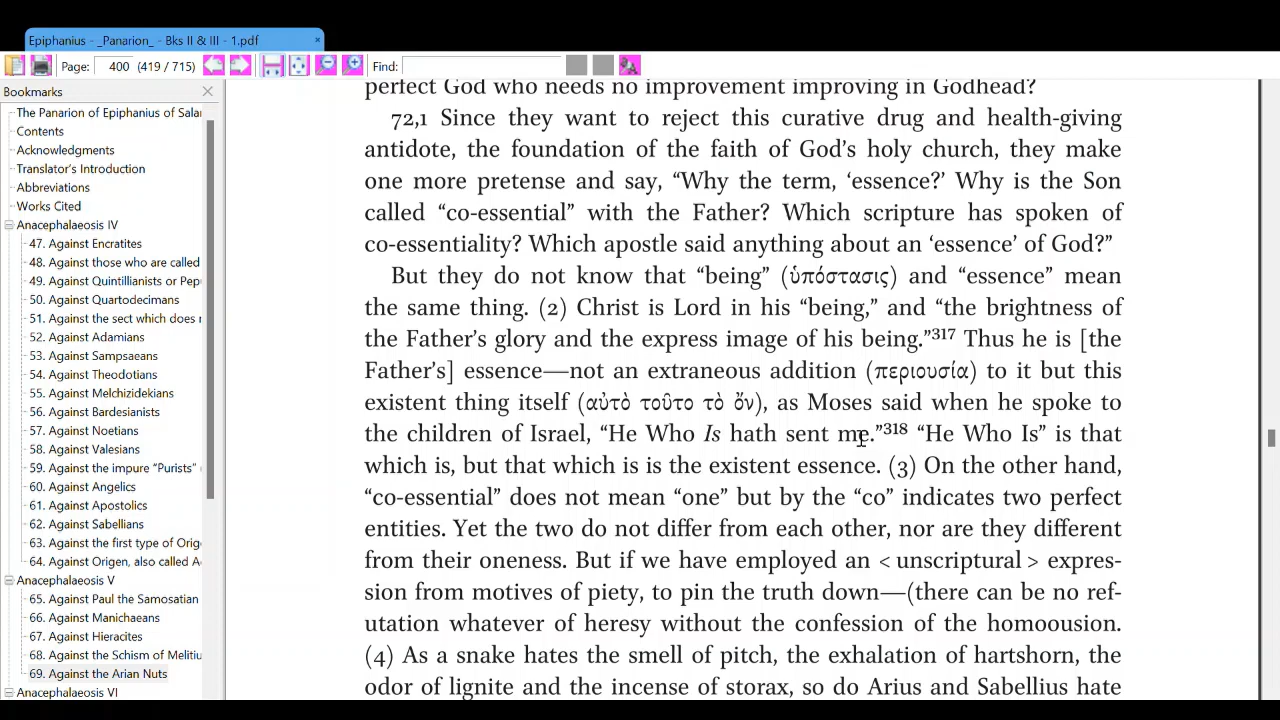 Epiphanius - _Panarion_ - Bks II & III - 1.pdf ×
Page: 400 (419 / 715) Find:
Bookmarks
The Panarion of Epiphanius of Sala
Contents
Acknowledgments
Translator's Introduction
Abbreviations
Works Cited
Anacephalaeosis IV
47. Against Encratites
48. Against those who are called
49. Against Quintillianists or Pep
50. Against Quartodecimans
51. Against the sect which does r
52. Against Adamians
53. Against Sampsaeans
54. Against Theodotians
55. Against Melchizidekians
56. Against Bardesianists
57. Against Noetians
58. Against Valesians
59. Against the impure “Purists”
60. Against Angelics
61. Against Apostolics
62. Against Sabellians
63. Against the first type of Orig
64. Against Origen, also called A
Anacephalaeosis V
65. Against Paul the Samosatian
66. Against Manichaeans
67. Against Hieracites
68. Against the Schism of Melitiu
69. Against the Arian Nuts
Anacephalaeosis VI
perfect God who needs no improvement improving in Godhead?
72,1 Since they want to reject this curative drug and health-giving
antidote, the foundation of the faith of God’s holy church, they make
one more pretense and say, “Why the term, ‘essence?’ Why is the Son
called “co-essential” with the Father? Which scripture has spoken of
co-essentiality? Which apostle said anything about an ‘essence’ of God?”
But they do not know that “being” (ὑπόστασις) and “essence” mean
the same thing. (2) Christ is Lord in his “being,” and “the brightness of
the Father’s glory and the express image of his being.”317 Thus he is [the
Father’s] essence—not an extraneous addition (περιουσία) to it but this
existent thing itself (αὐτὸ τοῦτο τὸ ὄν), as Moses said when he spoke to
the children of Israel, “He Who Is hath sent me.”318 “He Who Is” is that
which is, but that which is is the existent essence. (3) On the other hand,
“co-essential” does not mean “one” but by the “co” indicates two perfect
entities. Yet the two do not differ from each other, nor are they different
from their oneness. But if we have employed an < unscriptural > expres-
sion from motives of piety, to pin the truth down—(there can be no ref-
utation whatever of heresy without the confession of the homoousion.
(4) As a snake hates the smell of pitch, the exhalation of hartshorn, the
odor of lignite and the incense of storax, so do Arius and Sabellius hate